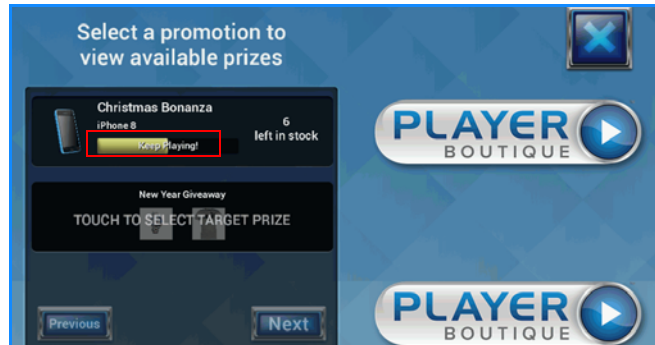 Select a promotion to
view available prizes
Christmas Bonanza
iPhone 8
Keep Playing!
6
left in stock
New Year Giveaway
TOUCH TO SELECT TARGET PRIZE
Previous
Next
PLAYER
BOUTIQUE
PLAYER
BOUTIQUE